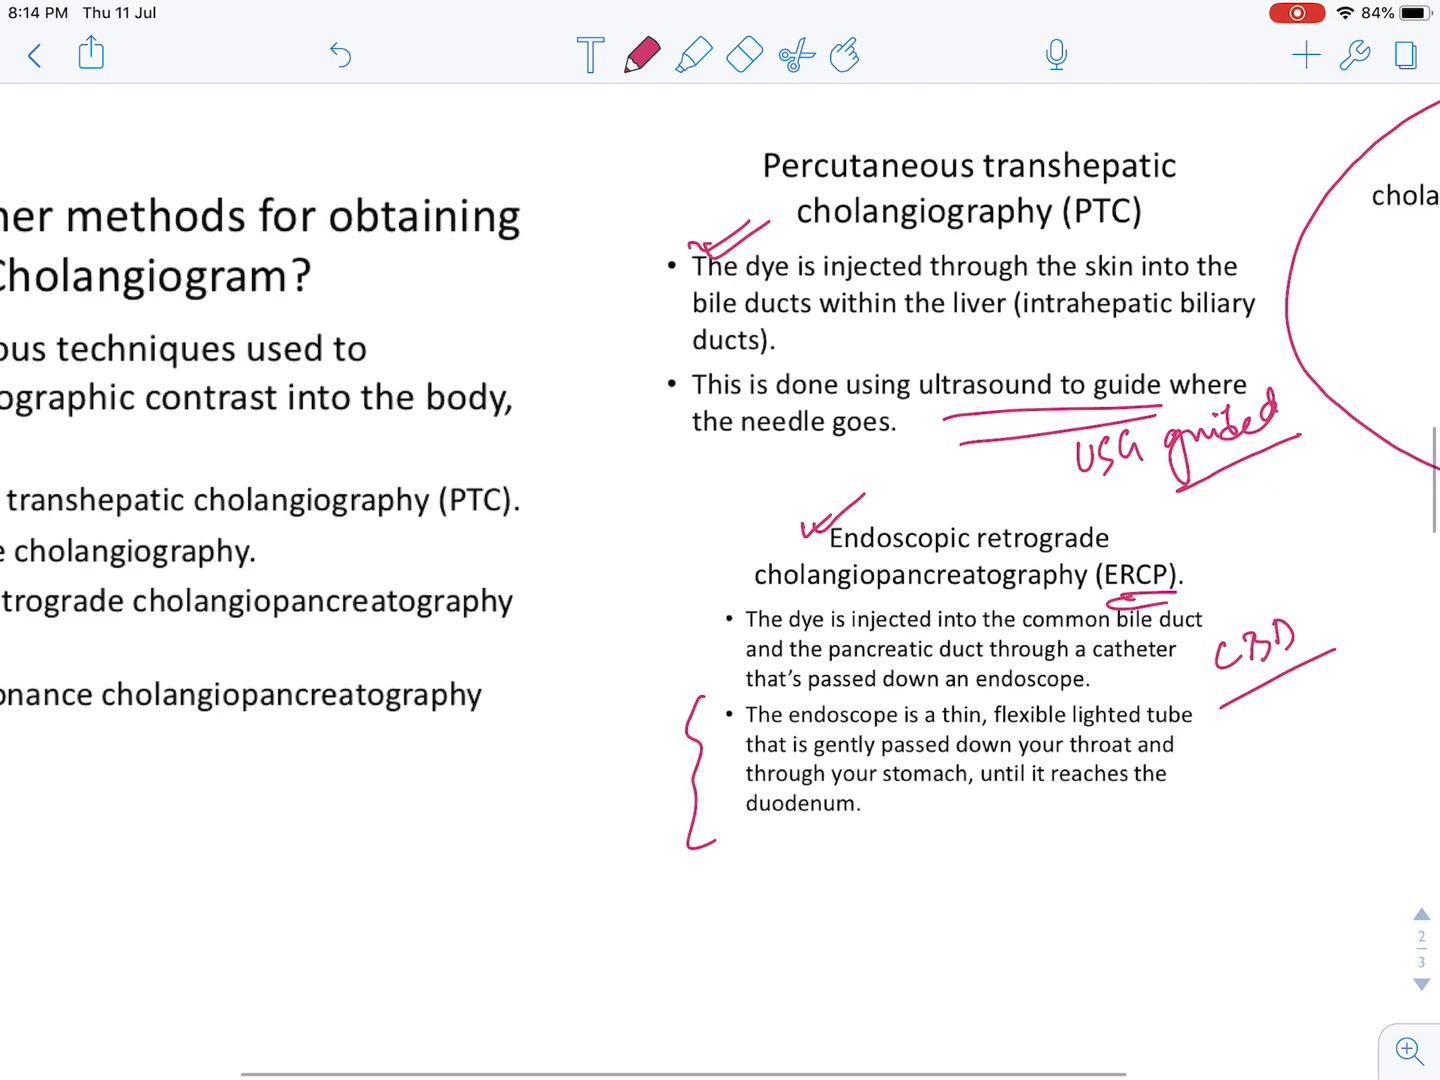 8:14 PM Thu 11 Jul
84%
T
ner methods for obtaining
Cholangiogram?
ous techniques used to
ographic contrast into the body,
transhepatic cholangiography (PTC).
e cholangiography.
trograde cholangiopancreatography
onance cholangiopancreatography
Percutaneous transhepatic
cholangiography (PTC)
• The dye is injected through the skin into the
bile ducts within the liver (intrahepatic biliary
ducts).
• This is done using ultrasound to guide where
the needle goes.
USG guided
Endoscopic retrograde
cholangiopancreatography (ERCP).
• The dye is injected into the common bile duct
and the pancreatic duct through a catheter
that's passed down an endoscope.
CBD
• The endoscope is a thin, flexible lighted tube
that is gently passed down your throat and
through your stomach, until it reaches the
duodenum.
chola
2
3